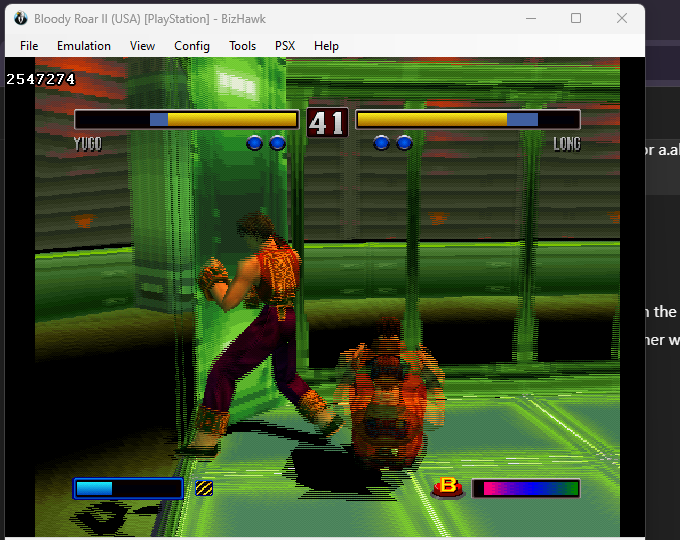 Bloody Roar II (USA) [PlayStation] - BizHawk
File Emulation View Config Tools PSX Help
2547274
41
YUGO LONG
or a.al
n the
ner w
B